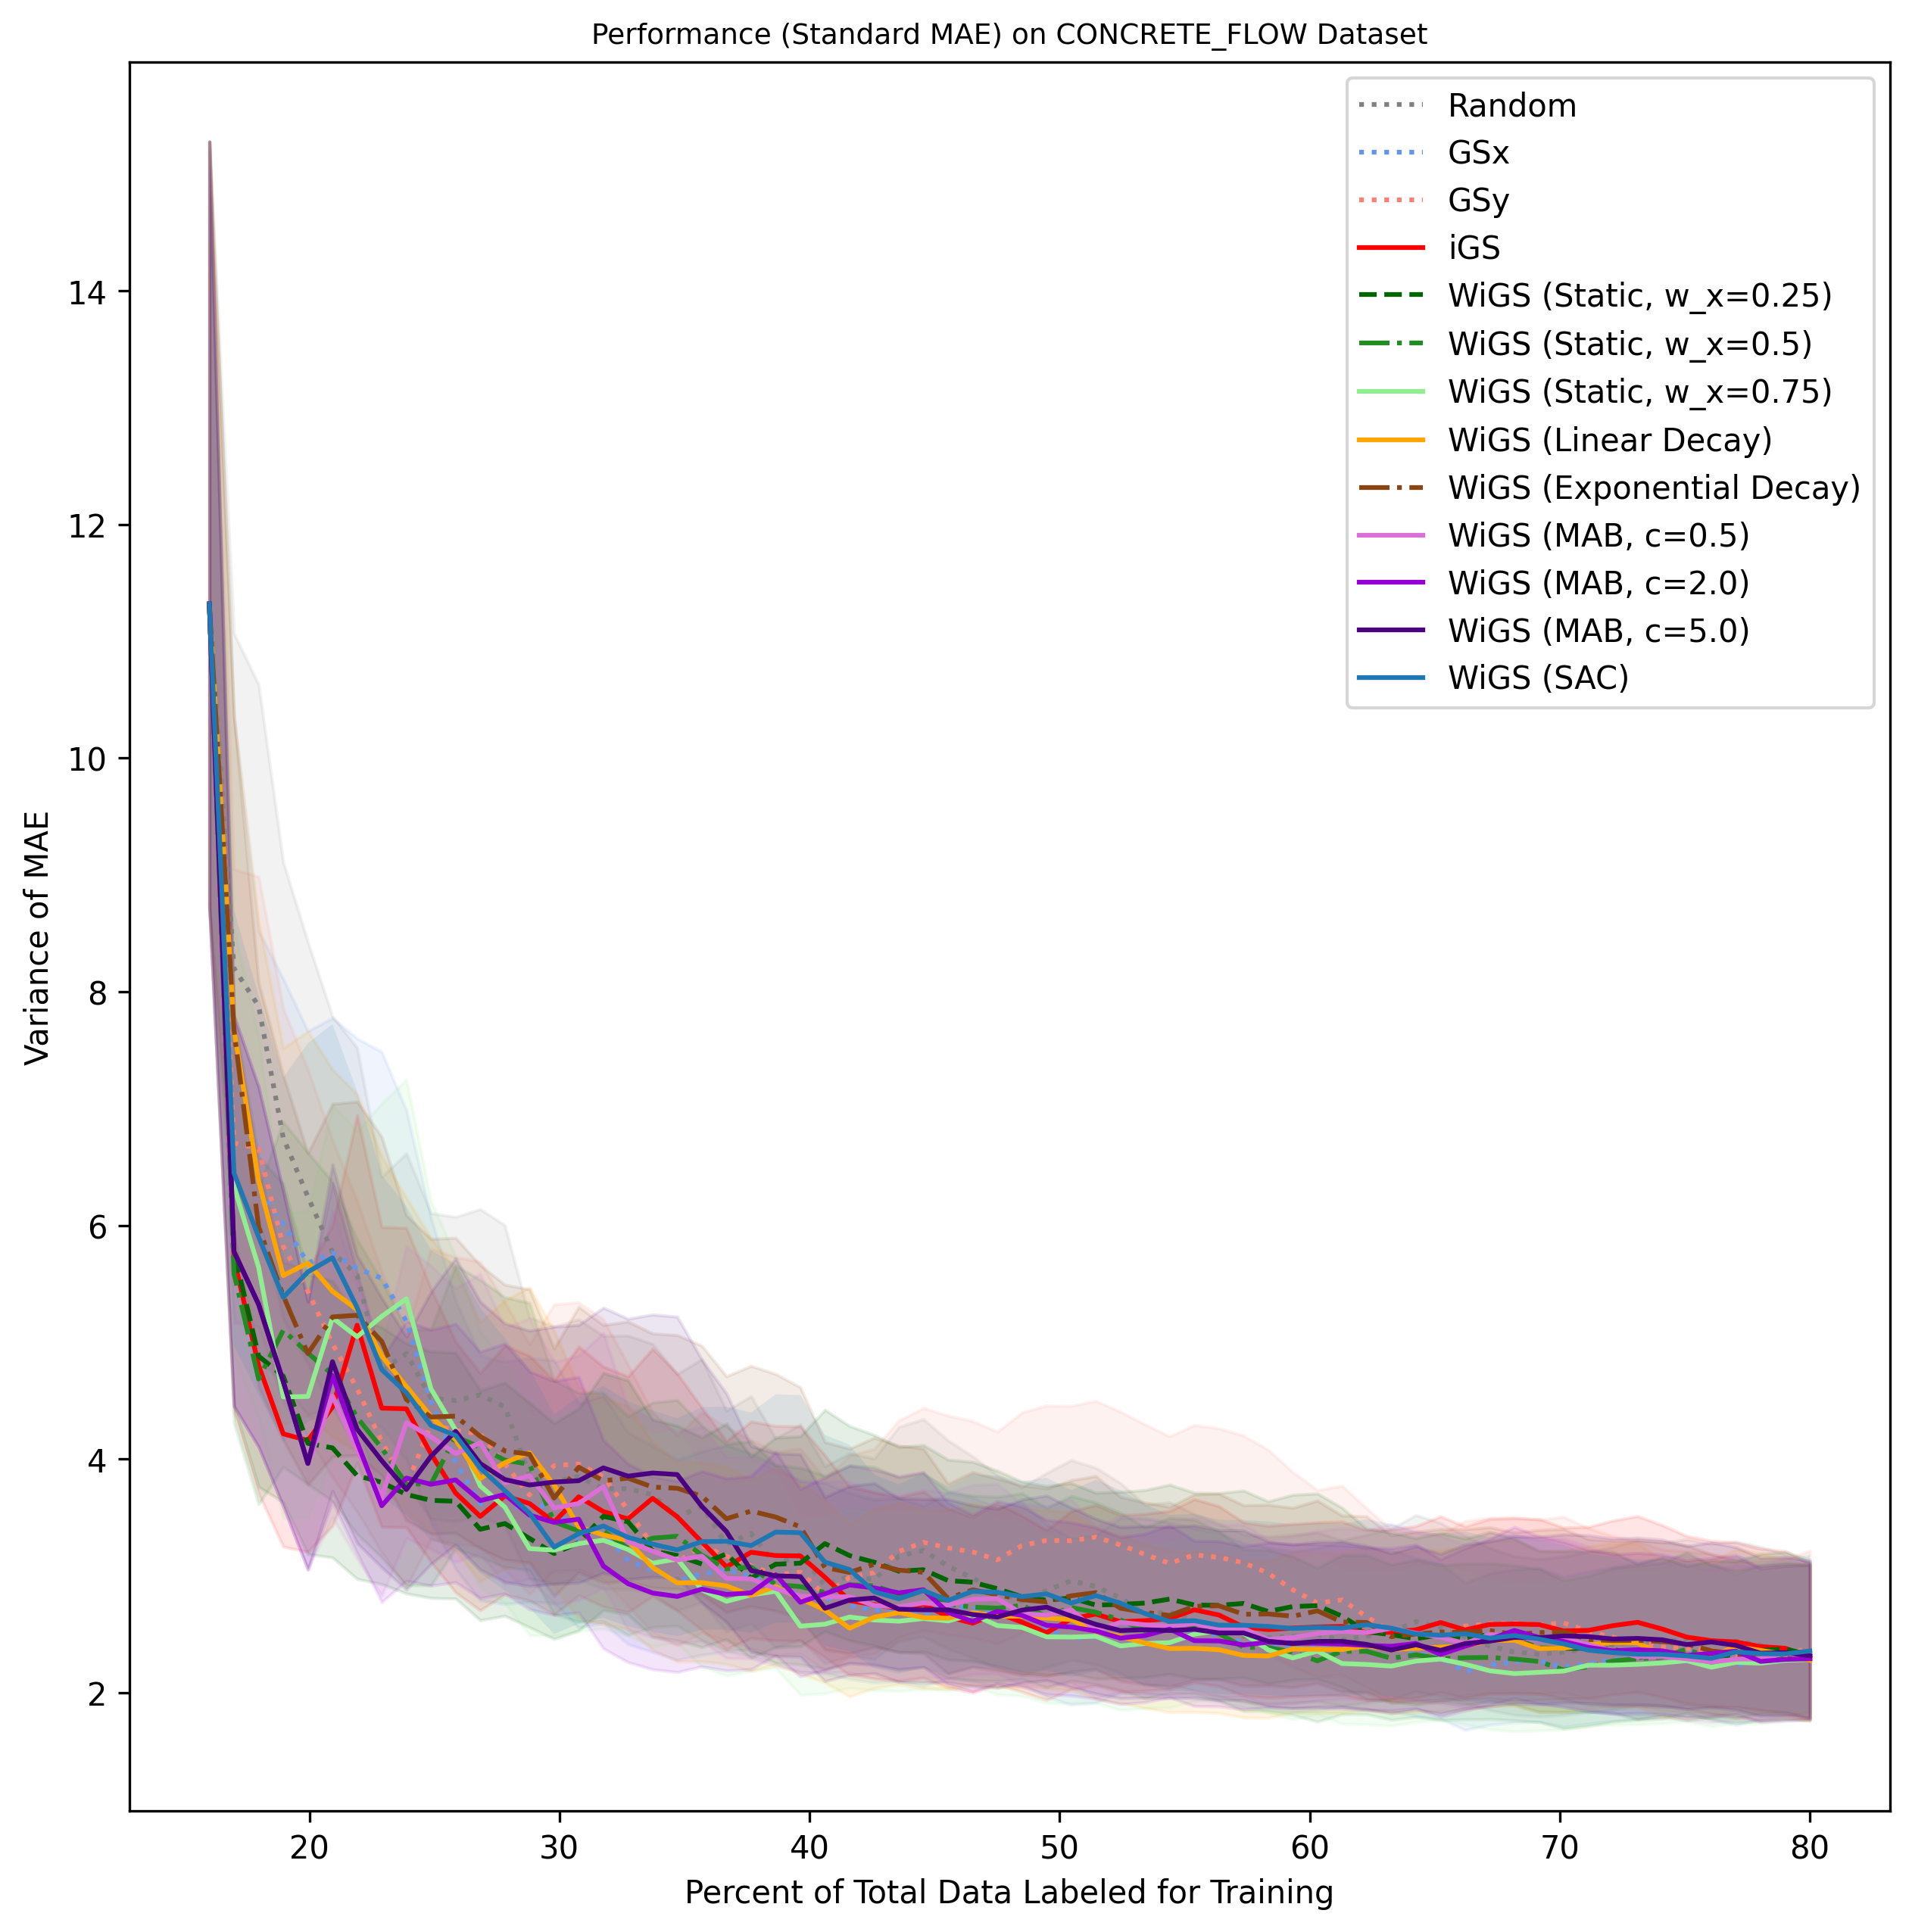 Performance (Standard MAE) on CONCRETE_FLOW Dataset
Random
GSx
GSy
iGS
WiGS (Static, w_x=0.25)
WiGS (Static, w_x=0.5)
WiGS (Static, w_x=0.75)
WiGS (Linear Decay)
WiGS (Exponential Decay)
WiGS (MAB, c=0.5)
WiGS (MAB, c=2.0)
WiGS (MAB, c=5.0)
WiGS (SAC)
Variance of MAE
14
12
10
8
6
4
2
20 30 40 50 60 70 80
Percent of Total Data Labeled for Training